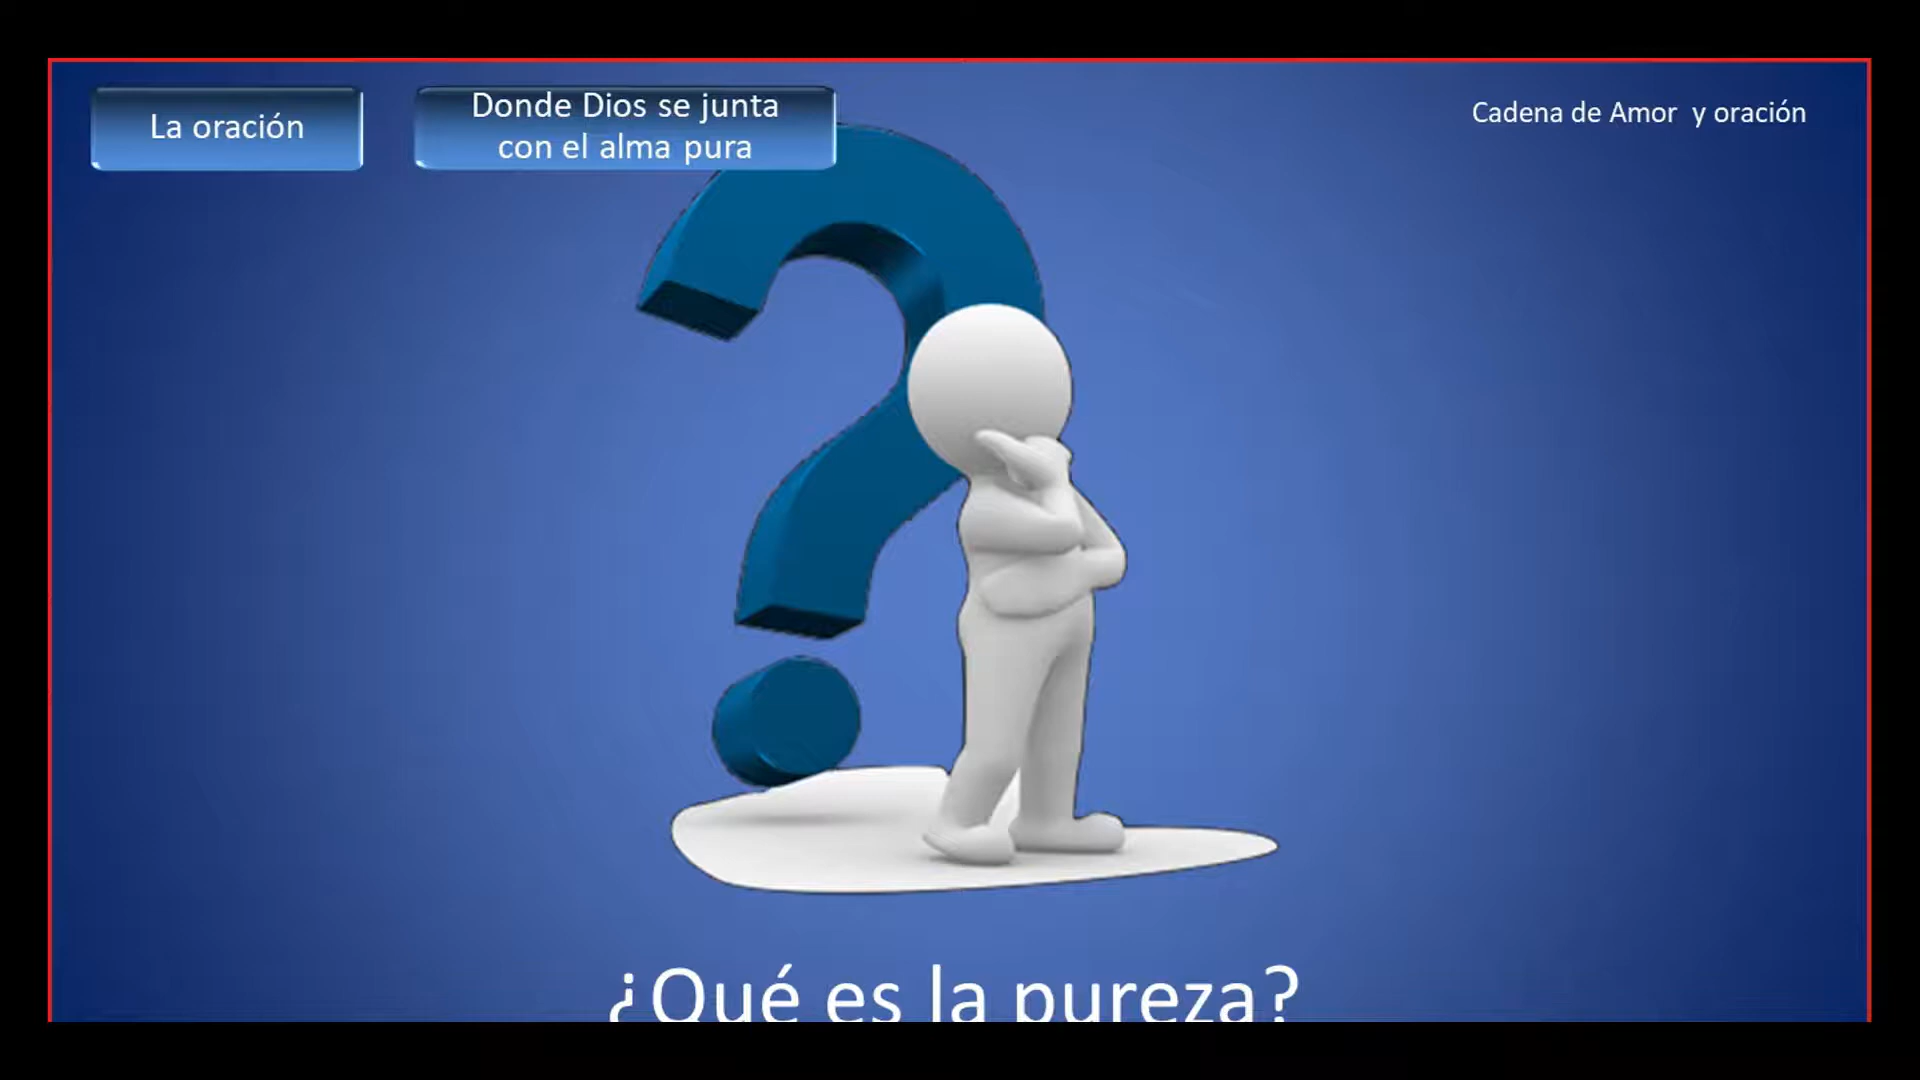 La oración
Donde Dios se junta
con el alma pura
Cadena de Amor y oración
¿Qué es la pureza?